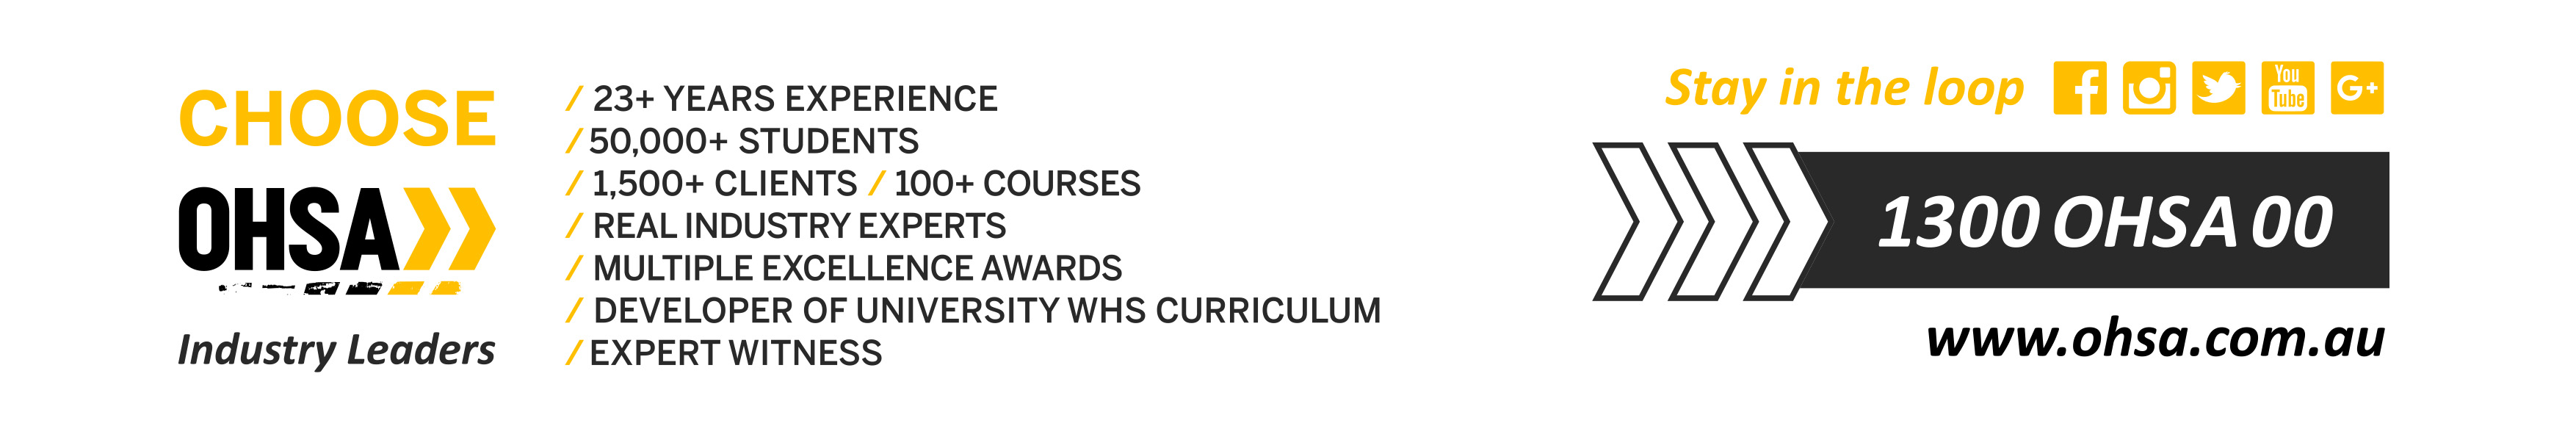 CHOOSE
OHSA
Industry Leaders
/ 23+ YEARS EXPERIENCE
/ 50,000+ STUDENTS
/ 1,500+ CLIENTS / 100+ COURSES
/ REAL INDUSTRY EXPERTS
/ MULTIPLE EXCELLENCE AWARDS
/ DEVELOPER OF UNIVERSITY WHS CURRICULUM
/ EXPERT WITNESS
Stay in the loop
You
Tube
G+
1300 OHSA 00
www.ohsa.com.au